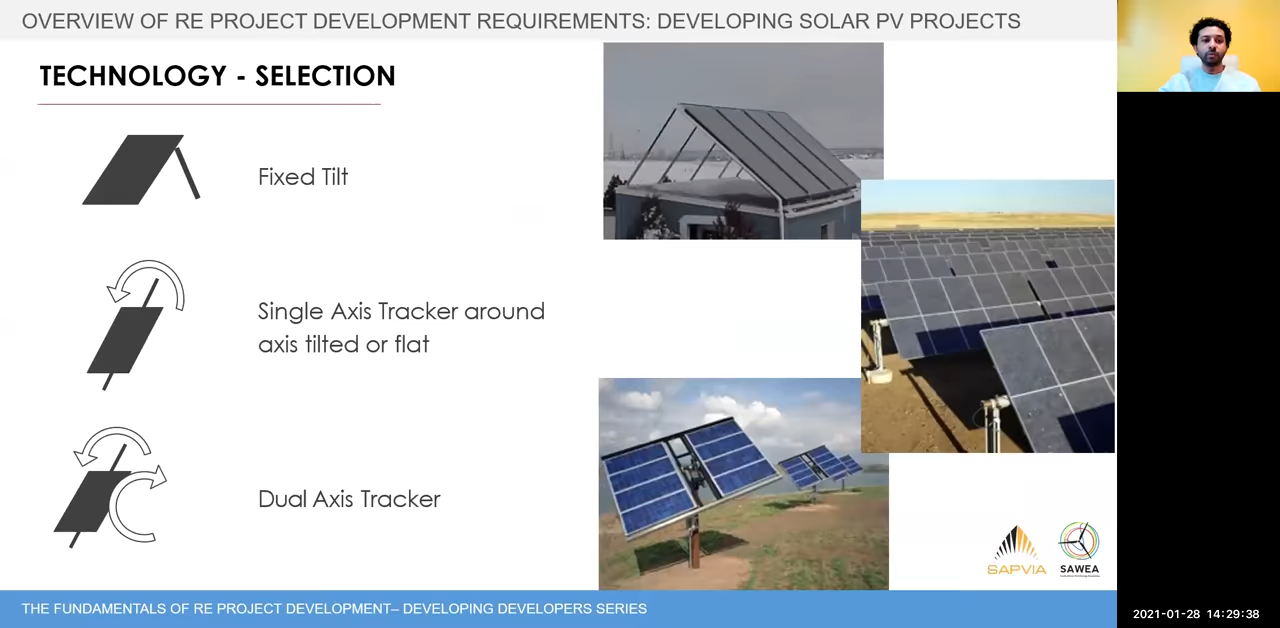 OVERVIEW OF RE PROJECT DEVELOPMENT REQUIREMENTS: DEVELOPING SOLAR PV PROJECTS
TECHNOLOGY - SELECTION
Fixed Tilt
Single Axis Tracker around
axis tilted or flat
Dual Axis Tracker
SAPVIA
SAWEA
THE FUNDAMENTALS OF RE PROJECT DEVELOPMENT– DEVELOPING DEVELOPERS SERIES
2021-01-28 14:29:38